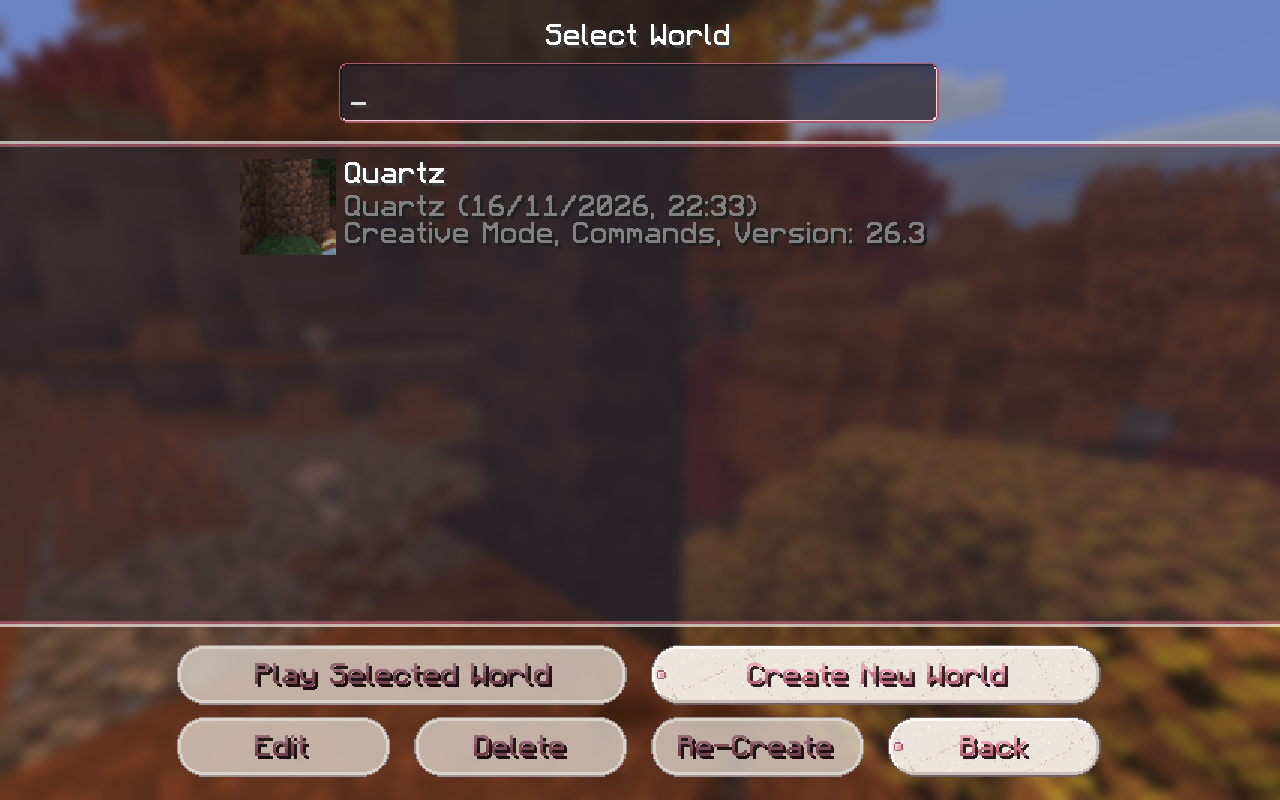 Select World
_
Quartz
Quartz (16/11/2026, 22:33)
Creative Mode, Commands, Version: 26.3
Play Selected World
Create New World
Edit
Delete
Re-Create
Back